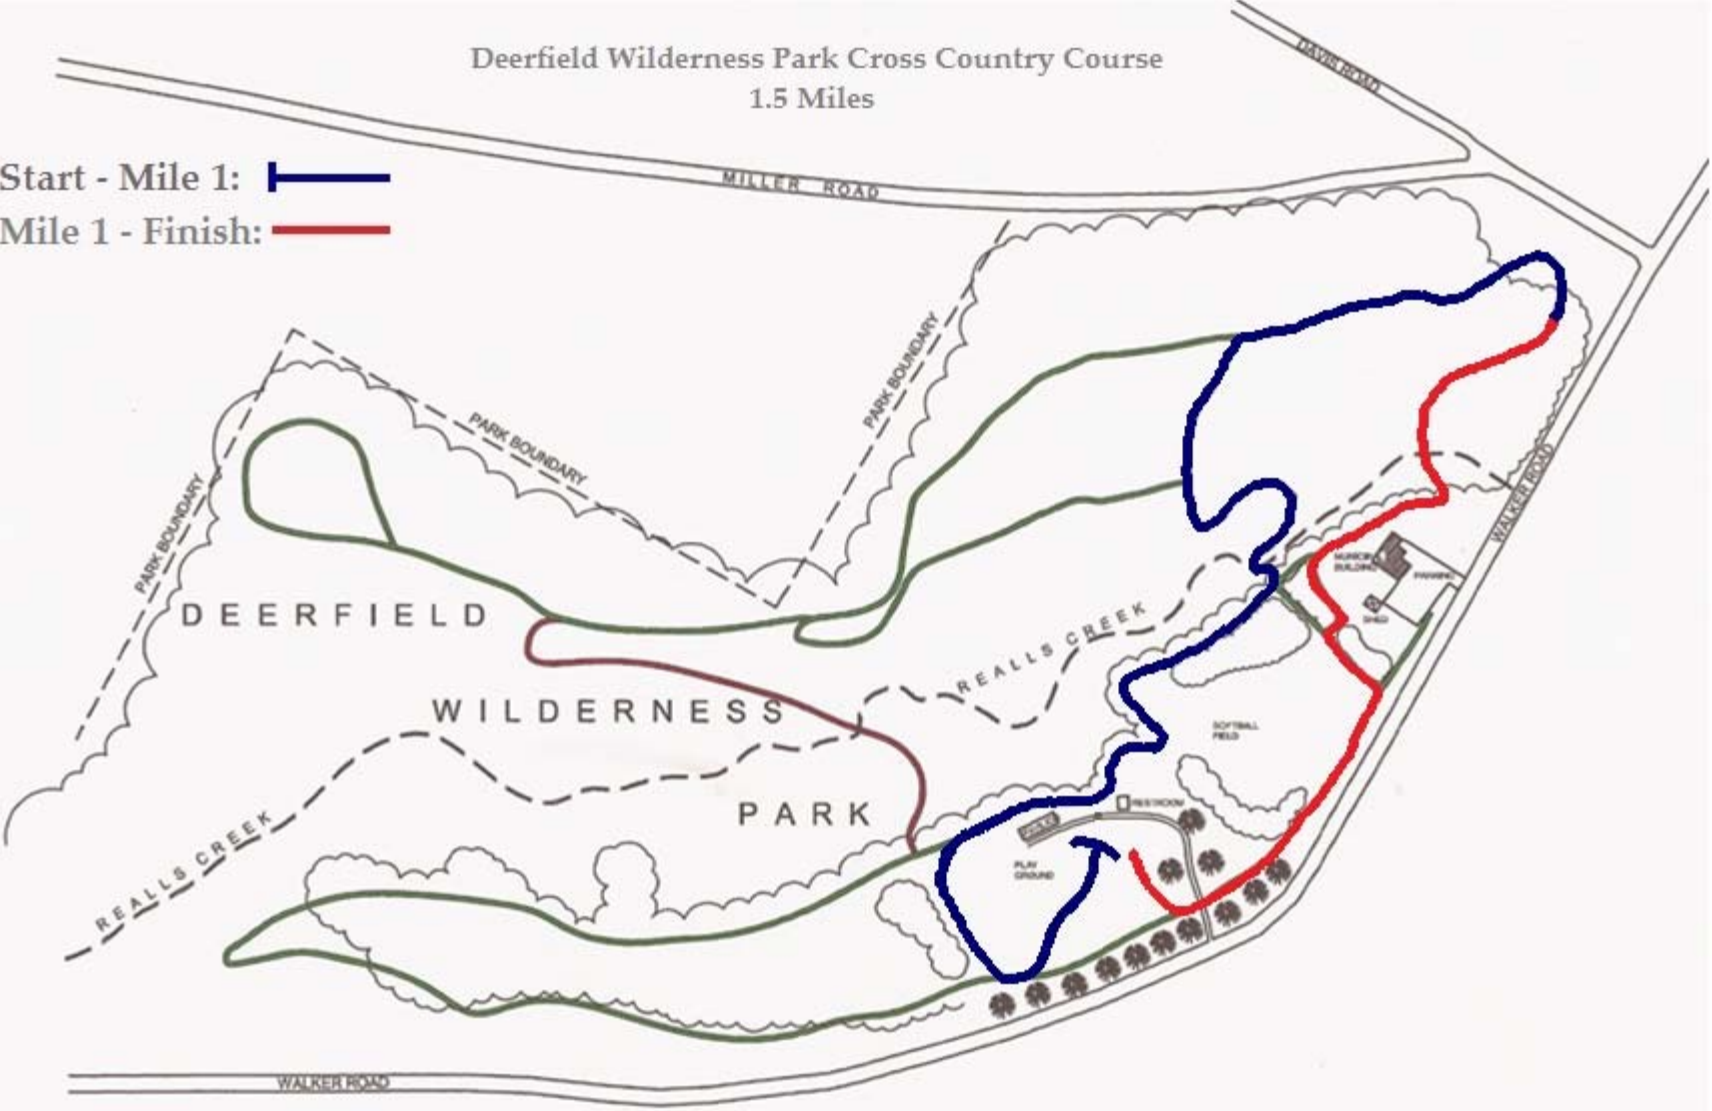 Deerfield Wilderness Park Cross Country Course
1.5 Miles
DAVIS ROAD
Start - Mile 1:
MILLER ROAD
Mile 1 - Finish:
PARK BOUNDARY
PARK BOUNDARY
PARK BOUNDARY
WALKER ROAD
MUNICIPAL
BUILDING
PARKING
SHED
DEERFIELD
REALLS CREEK
WILDERNESS
SOFTBALL
FIELD
PARK
RESTROOM
REALLS CREEK
PLAY
GROUND
WALKER ROAD